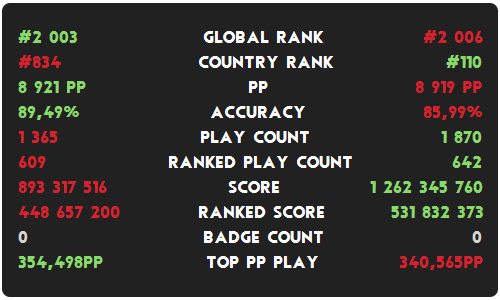 #2 003 GLOBAL RANK #2 006
#834 COUNTRY RANK #110
8 921 PP PP 8 919 PP
89,49% ACCURACY 85,99%
1 365 PLAY COUNT 1 870
609 RANKED PLAY COUNT 642
893 317 516 SCORE 1 262 345 760
448 657 200 RANKED SCORE 531 832 373
0 BADGE COUNT 0
354,498PP TOP PP PLAY 340,565PP